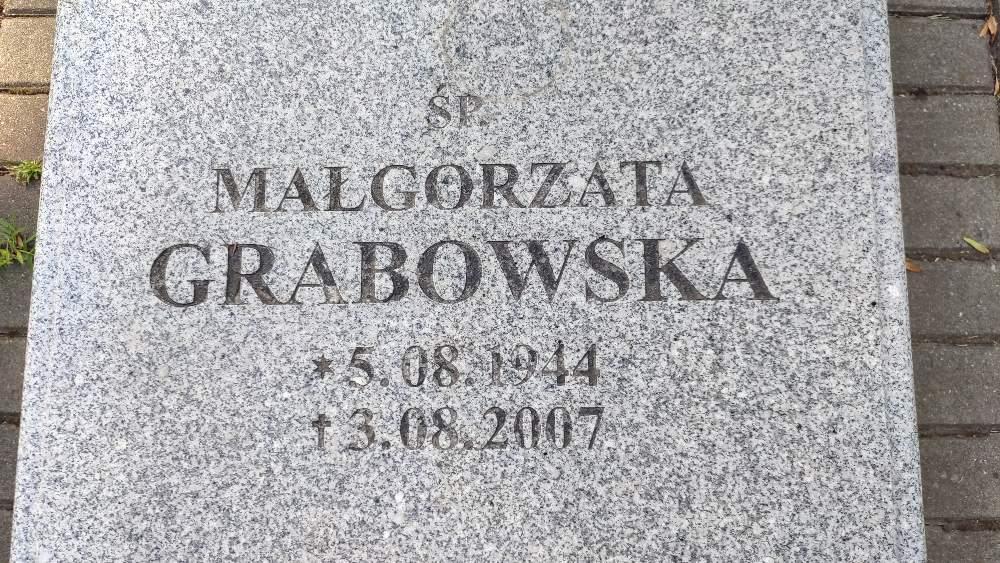 ŚP.
MAŁGORZATA
GRABOWSKA
* 5.08.1944
† 3.08.2007